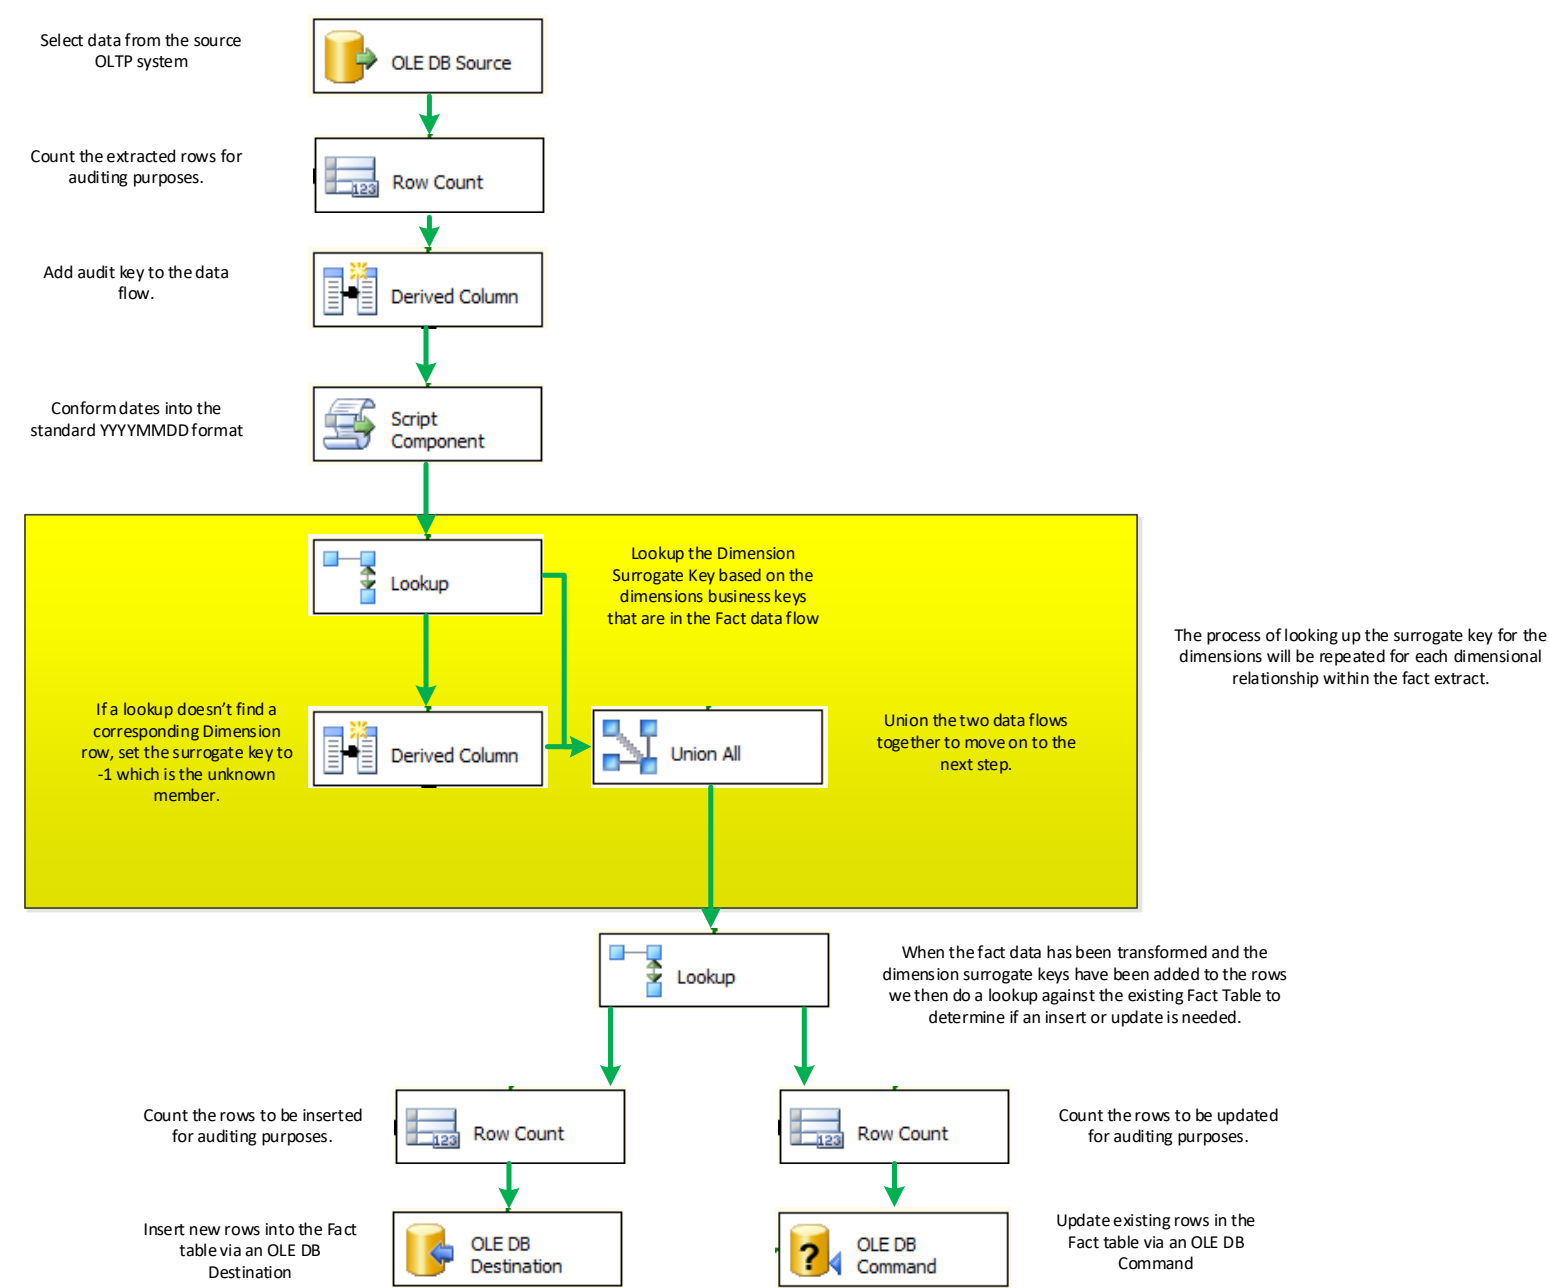 Select data from the source
OLTP system
OLE DB Source
Count the extracted rows for
auditing purposes.
123
Row Count
Add audit key to the data
flow.
Derived Column
Conform dates into the
standard YYYYMMDD format
Script
Component
Lookup
Lookup the Dimension
Surrogate Key based on the
dimensions business keys
that are in the Fact data flow
The process of looking up the surrogate key for the
dimensions will be repeated for each dimensional
relationship within the fact extract.
If a lookup doesn’t find a
corresponding Dimension
row, set the surrogate key to
-1 which is the unknown
member.
Derived Column
Union All
Union the two data flows
together to move on to the
next step.
Lookup
When the fact data has been transformed and the
dimension surrogate keys have been added to the rows
we then do a lookup against the existing Fact Table to
determine if an insert or update is needed.
Count the rows to be inserted
for auditing purposes.
123
Row Count
123
Row Count
Count the rows to be updated
for auditing purposes.
Insert new rows into the Fact
table via an OLE DB
Destination
OLE DB
Destination
?
OLE DB
Command
Update existing rows in the
Fact table via an OLE DB
Command